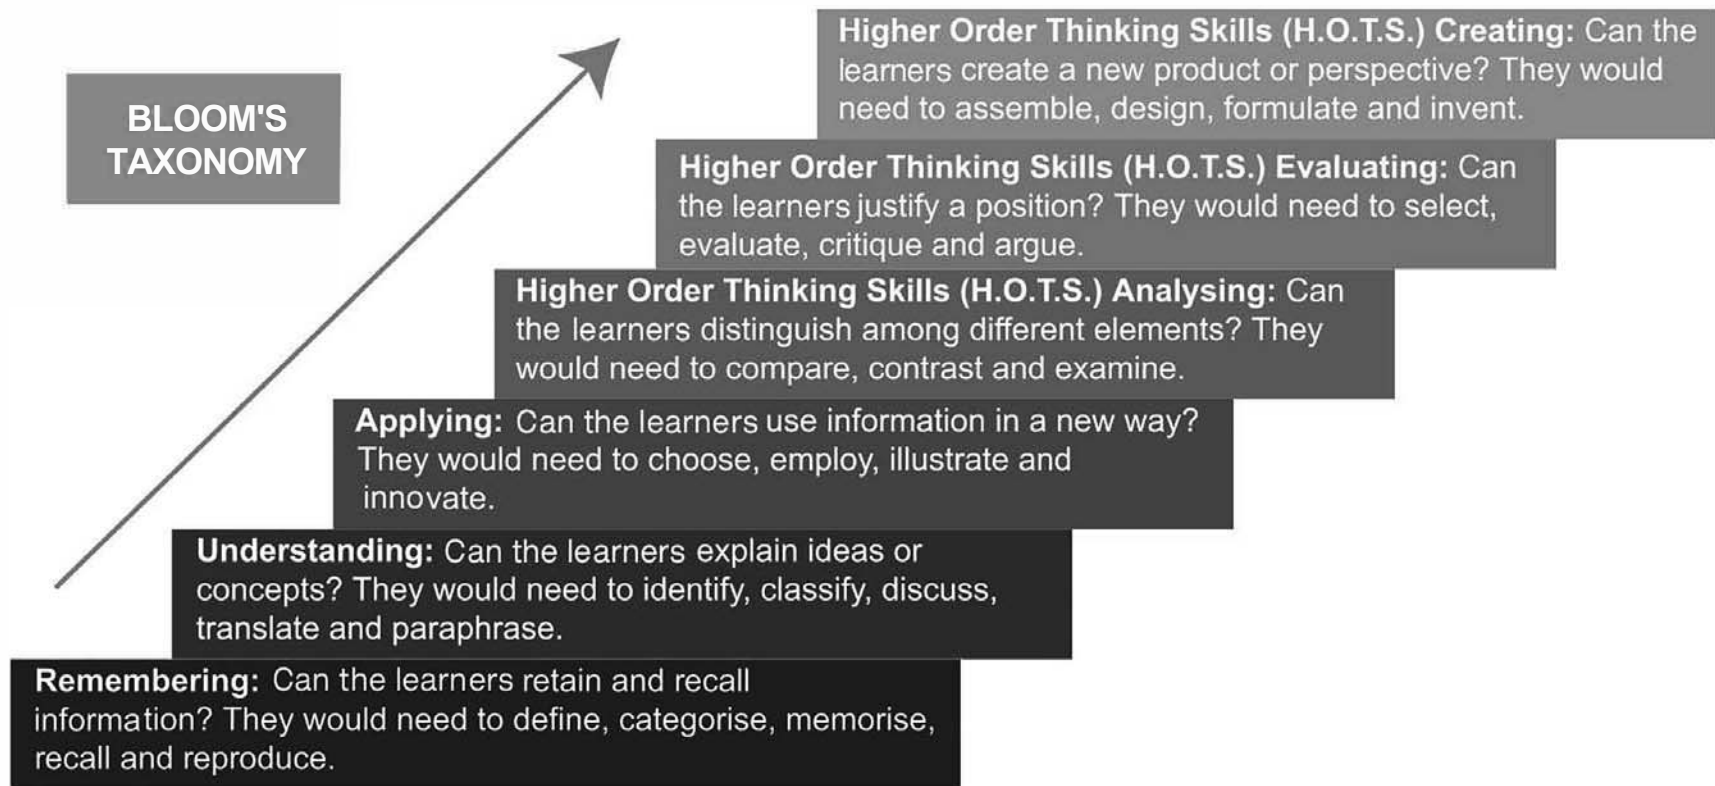 BLOOM'S
TAXONOMY
Higher Order Thinking Skills (H.O.T.S.) Creating: Can the
learners create a new product or perspective? They would
need to assemble, design, formulate and invent.
Higher Order Thinking Skills (H.O.T.S.) Evaluating: Can
the learners justify a position? They would need to select,
evaluate, critique and argue.
Higher Order Thinking Skills (H.O.T.S.) Analysing: Can
the learners distinguish among different elements? They
would need to compare, contrast and examine.
Applying: Can the learners use information in a new way?
They would need to choose, employ, illustrate and
innovate.
Understanding: Can the learners explain ideas or
concepts? They would need to identify, classify, discuss,
translate and paraphrase.
Remembering: Can the learners retain and recall
information? They would need to define, categorise, memorise,
recall and reproduce.